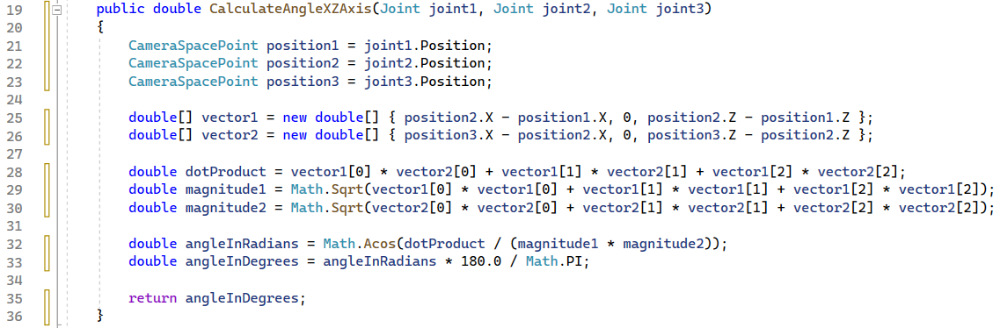 19 public double CalculateAngleXZAxis(Joint joint1, Joint joint2, Joint joint3)
20 {
21 CameraSpacePoint position1 = joint1.Position;
22 CameraSpacePoint position2 = joint2.Position;
23 CameraSpacePoint position3 = joint3.Position;
24
25 double[] vector1 = new double[] { position2.X - position1.X, 0, position2.Z - position1.Z };
26 double[] vector2 = new double[] { position3.X - position2.X, 0, position3.Z - position2.Z };
27
28 double dotProduct = vector1[0] * vector2[0] + vector1[1] * vector2[1] + vector1[2] * vector2[2];
29 double magnitude1 = Math.Sqrt(vector1[0] * vector1[0] + vector1[1] * vector1[1] + vector1[2] * vector1[2]);
30 double magnitude2 = Math.Sqrt(vector2[0] * vector2[0] + vector2[1] * vector2[1] + vector2[2] * vector2[2]);
31
32 double angleInRadians = Math.Acos(dotProduct / (magnitude1 * magnitude2));
33 double angleInDegrees = angleInRadians * 180.0 / Math.PI;
34
35 return angleInDegrees;
36 }